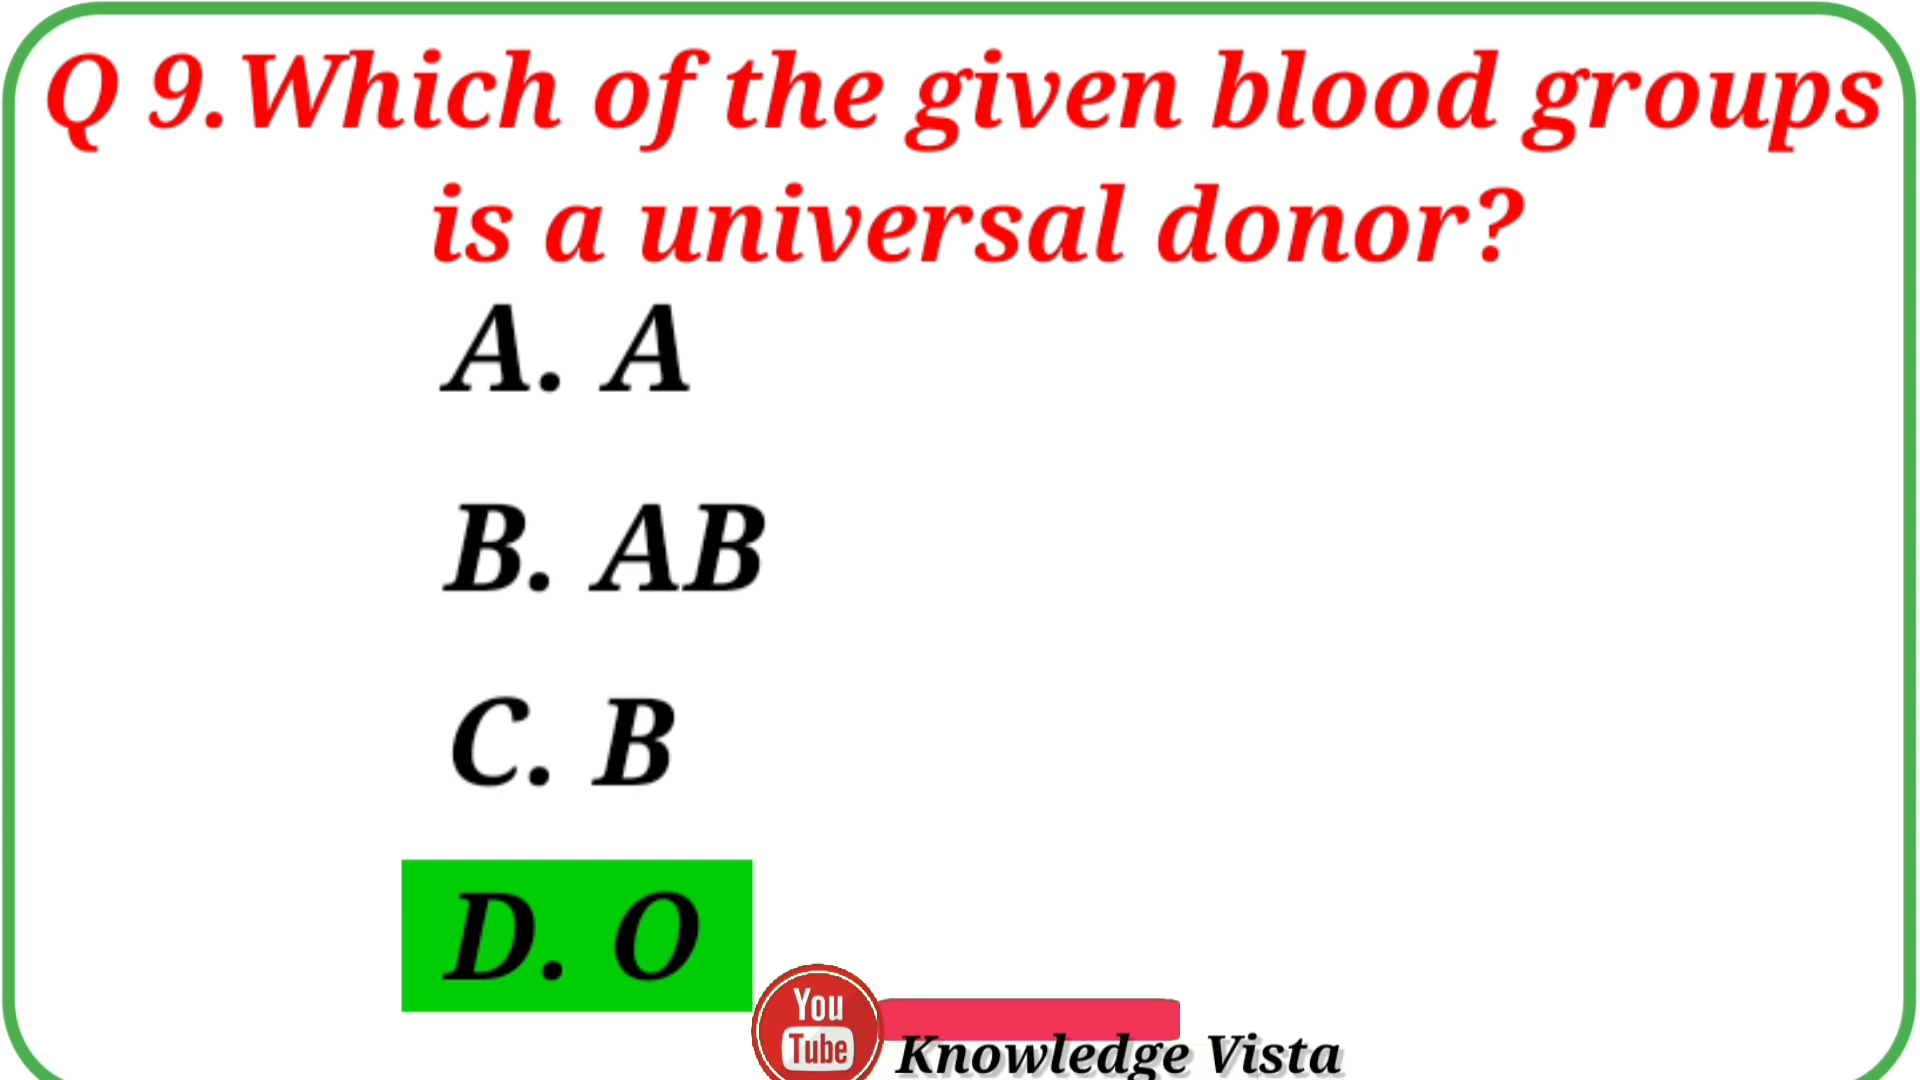 Q 9.Which of the given blood groups
is a universal donor?
A. A
B. AB
C. B
D. O
You
Tube
Knowledge Vista